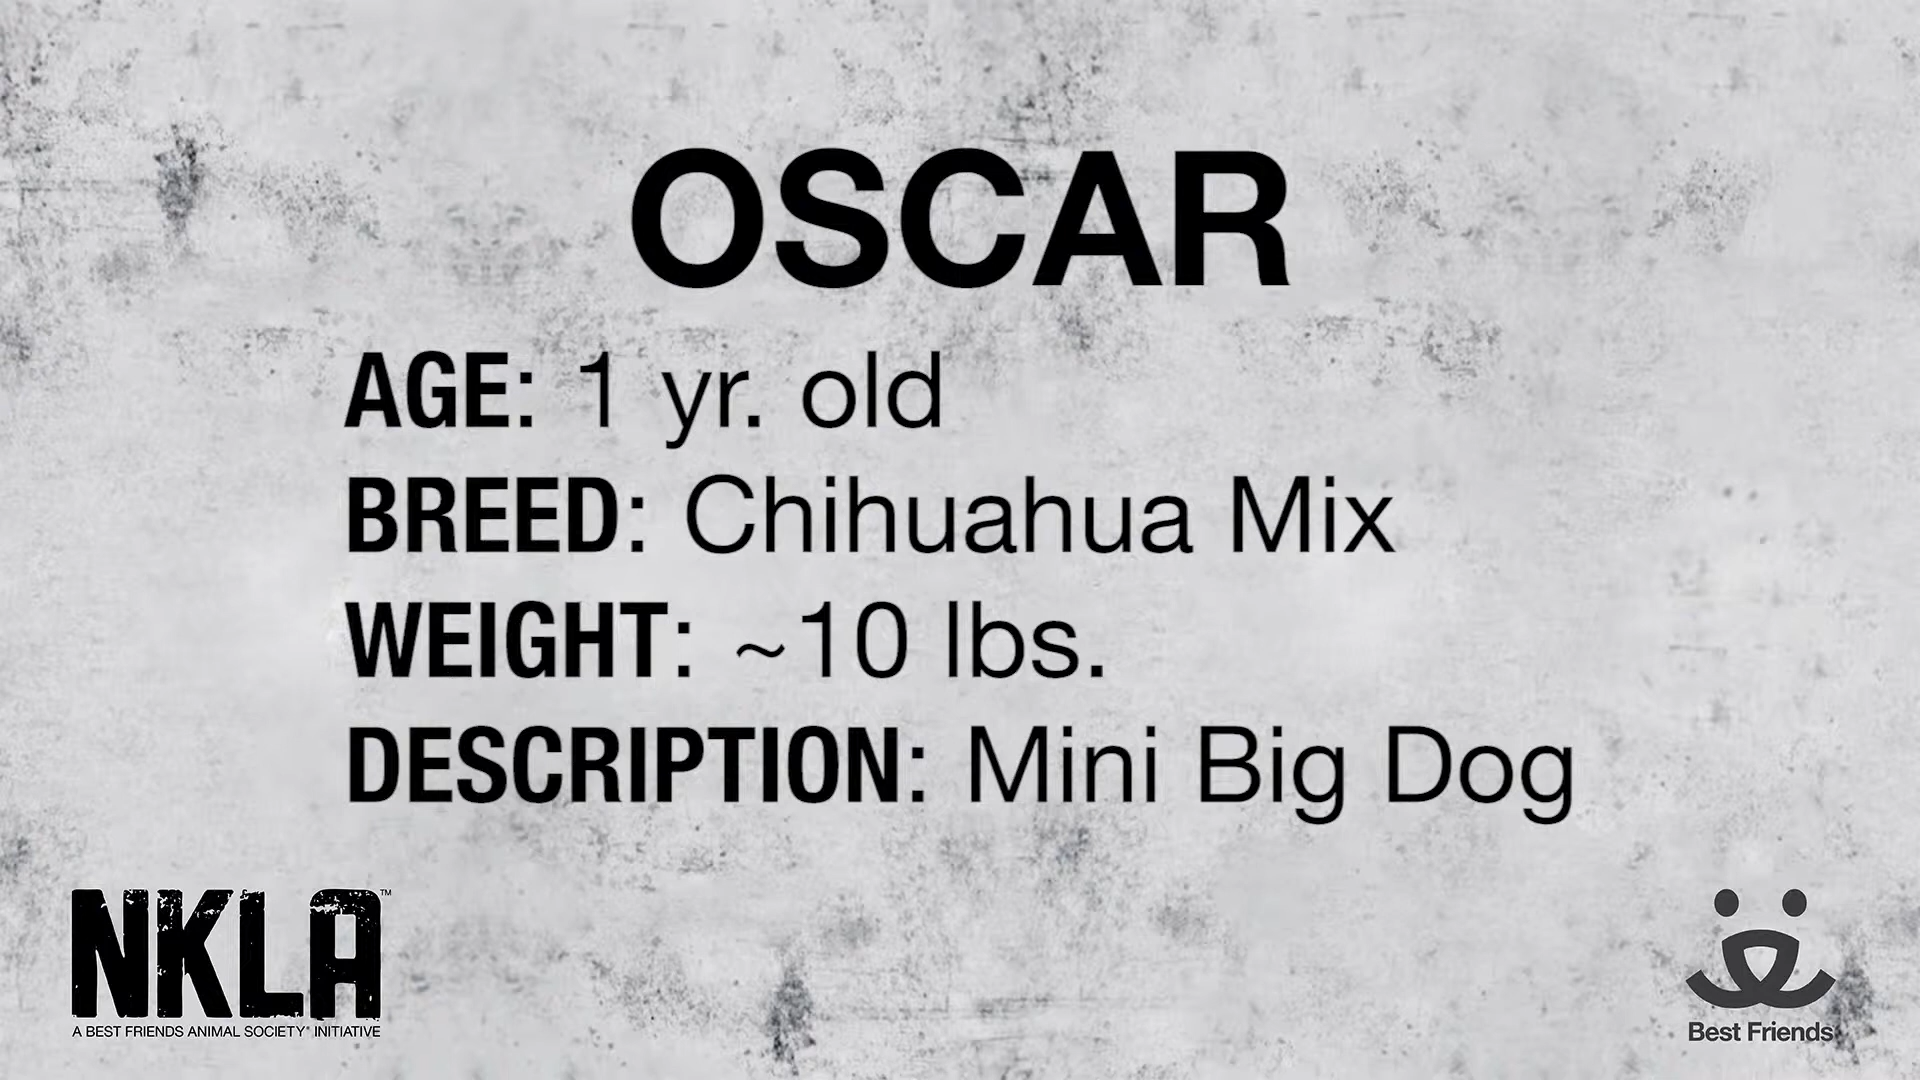 OSCAR
AGE: 1 yr. old
BREED: Chihuahua Mix
WEIGHT: ~10 lbs.
DESCRIPTION: Mini Big Dog
NKLA™
A BEST FRIENDS ANIMAL SOCIETY® INITIATIVE
Best Friends